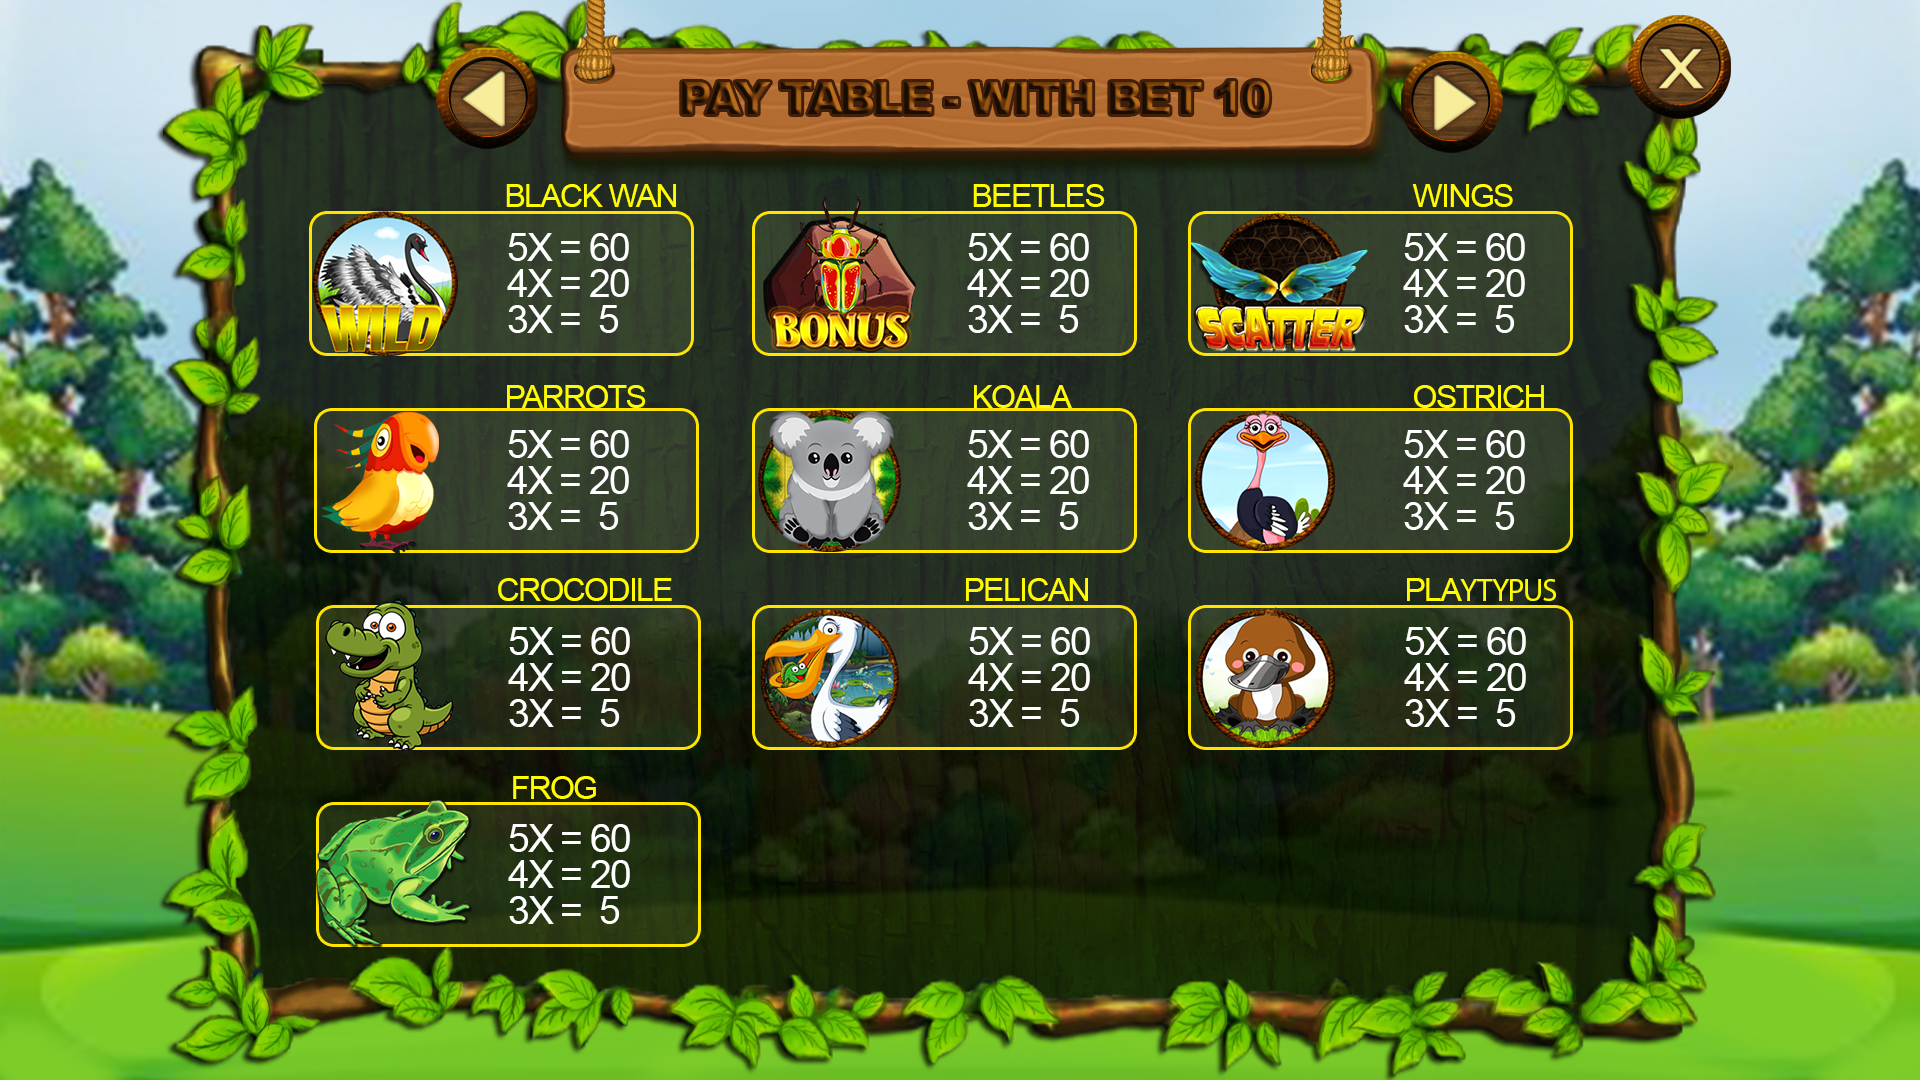 PAY TABLE - WITH BET 10
X
BLACK WAN
WILD
5X = 60
4X = 20
3X = 5
BEETLES
BONUS
5X = 60
4X = 20
3X = 5
WINGS
SCATTER
5X = 60
4X = 20
3X = 5
PARROTS
5X = 60
4X = 20
3X = 5
KOALA
5X = 60
4X = 20
3X = 5
OSTRICH
5X = 60
4X = 20
3X = 5
CROCODILE
5X = 60
4X = 20
3X = 5
PELICAN
5X = 60
4X = 20
3X = 5
PLAYTYPUS
5X = 60
4X = 20
3X = 5
FROG
5X = 60
4X = 20
3X = 5